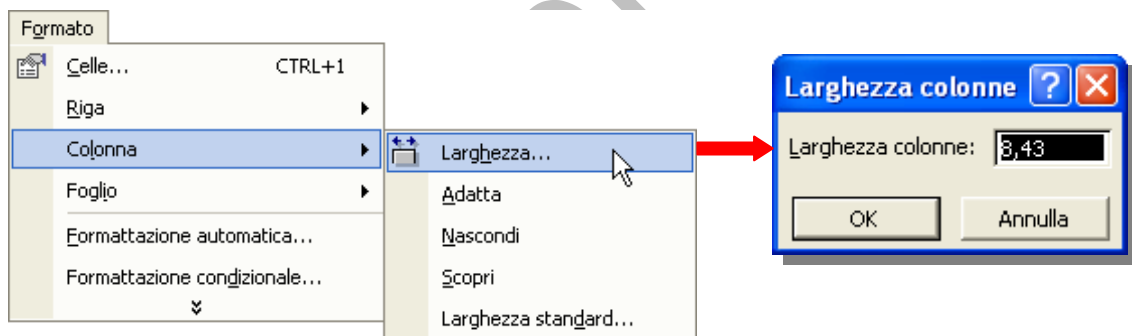 Formato
Celle... CTRL+1
Riga
Colonna
Foglio
Formattazione automatica...
Formattazione condizionale...
Larghezza...
Adatta
Nascondi
Scopri
Larghezza standard...
Larghezza colonne
Larghezza colonne: 8,43
OK Annulla